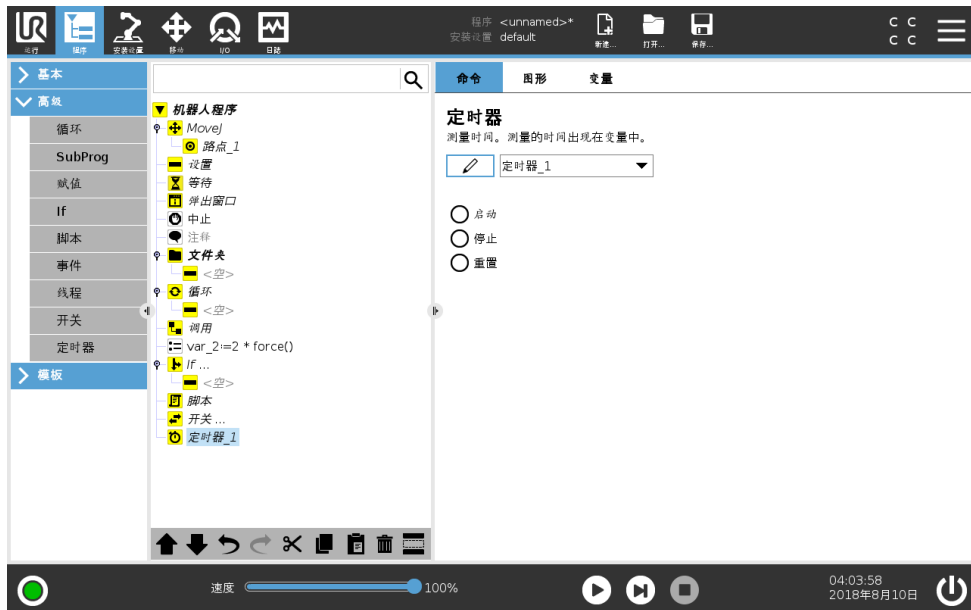 程序 <unnamed>*
安装设置 default
C C
C C
运行 程序 安装设置 移动 I/O 日志
新建... 打开... 保存...
基本
高级
循环
SubProg
赋值
If
脚本
事件
线程
开关
定时器
模板
机器人程序
MoveJ
路点_1
设置
等待
弹出窗口
中止
注释
文件夹
<空>
循环
<空>
调用
var_2:=2 * force()
If ...
<空>
脚本
开关 ...
定时器_1
命令 图形 变量
定时器
测量时间。测量的时间出现在变量中。
定时器_1
启动
停止
重置
速度 100%
04:03:58
2018年8月10日